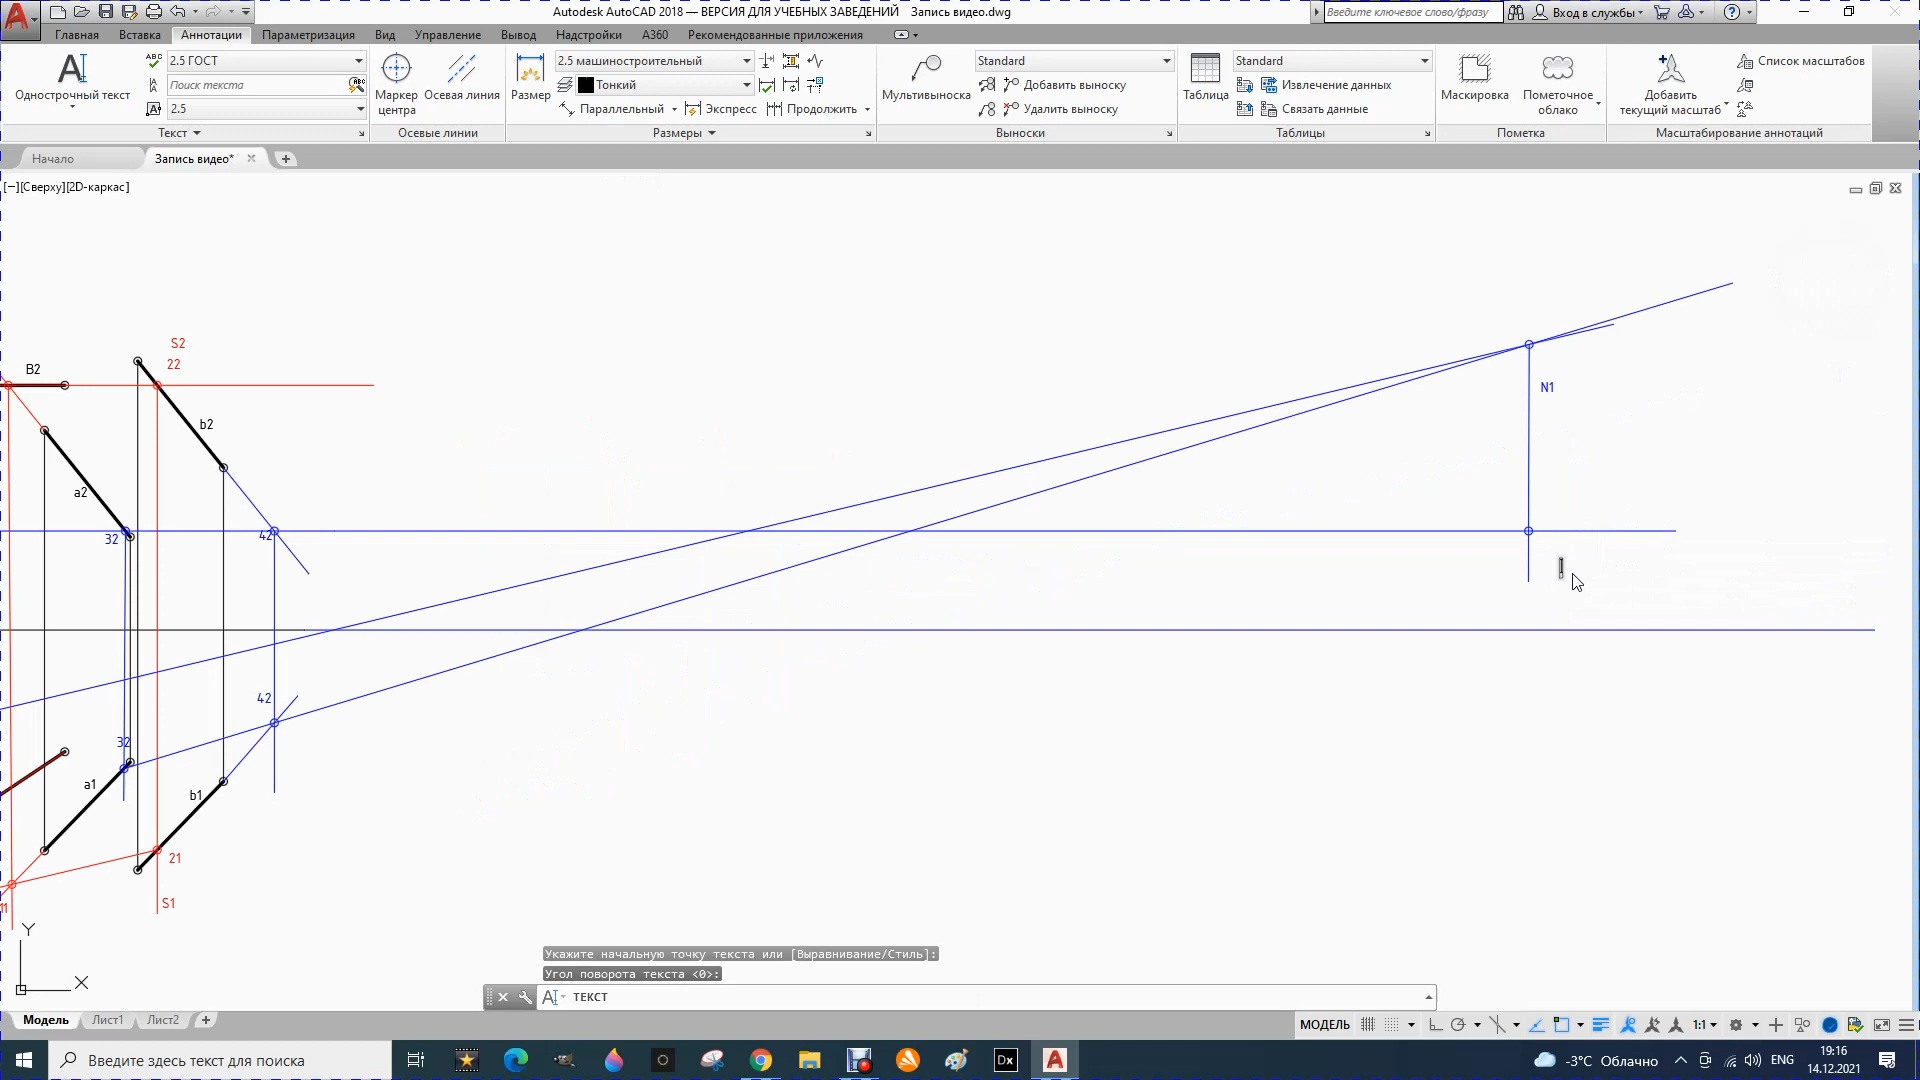 Autodesk AutoCAD 2018 — ВЕРСИЯ ДЛЯ УЧЕБНЫХ ЗАВЕДЕНИЙ Запись видео.dwg
Введите ключевое слово/фразу
Вход в службы
Главная Вставка Аннотации Параметризация Вид Управление Вывод Надстройки A360 Рекомендованные приложения
Однострочный текст
2.5 ГОСТ
Поиск текста
2.5
Текст
Маркер центра
Осевая линия
Осевые линии
Размер
2.5 машиностроительный
Тонкий
Параллельный Экспресс Продолжить
Размеры
Мультивыноска
Standard
Добавить выноску
Удалить выноску
Выноски
Таблица
Standard
Извлечение данных
Связать данные
Таблицы
Маскировка
Пометочное облако
Пометка
Добавить текущий масштаб
Список масштабов
Масштабирование аннотаций
Начало Запись видео*
[−][Сверху][2D-каркас]
S2
22
B2
b2
a2
32
42
N1
42
32
a1
b1
21
S1
11
Y
X
Укажите начальную точку текста или [Выравнивание/Стиль]:
Угол поворота текста <0>:
ТЕКСТ
Модель Лист1 Лист2
МОДЕЛЬ
1:1
Введите здесь текст для поиска
Dx
-3°C Облачно
ENG
19:16
14.12.2021